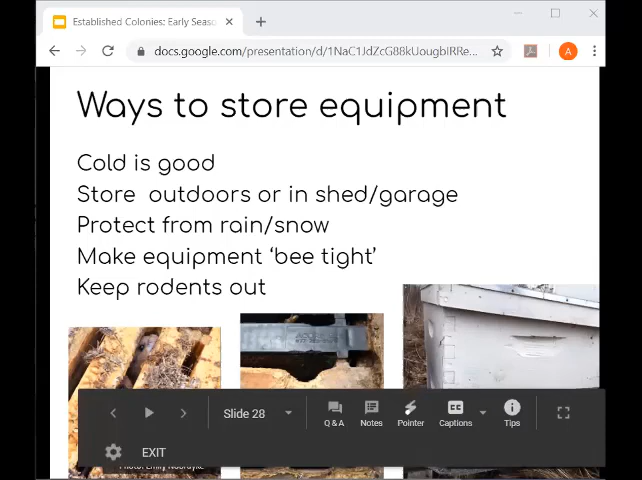 Established Colonies: Early Seaso
docs.google.com/presentation/d/1NaC1JdZcG88kUougbIRRe...
A
Ways to store equipment
Cold is good
Store outdoors or in shed/garage
Protect from rain/snow
Make equipment ‘bee tight’
Keep rodents out
Slide 28
Q & A
Notes
Pointer
Captions
Tips
EXIT